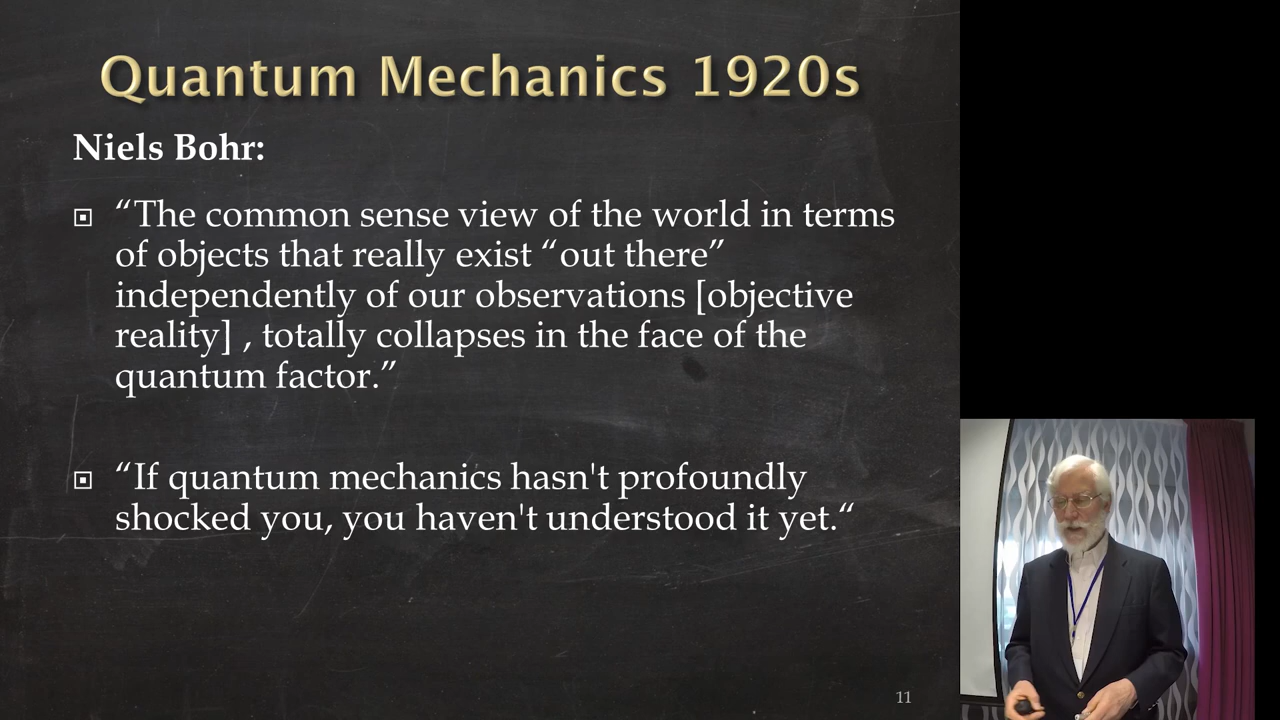 Quantum Mechanics 1920s
Niels Bohr:
“The common sense view of the world in terms
of objects that really exist “out there”
independently of our observations [objective
reality] , totally collapses in the face of the
quantum factor.”
“If quantum mechanics hasn't profoundly
shocked you, you haven't understood it yet.“
11